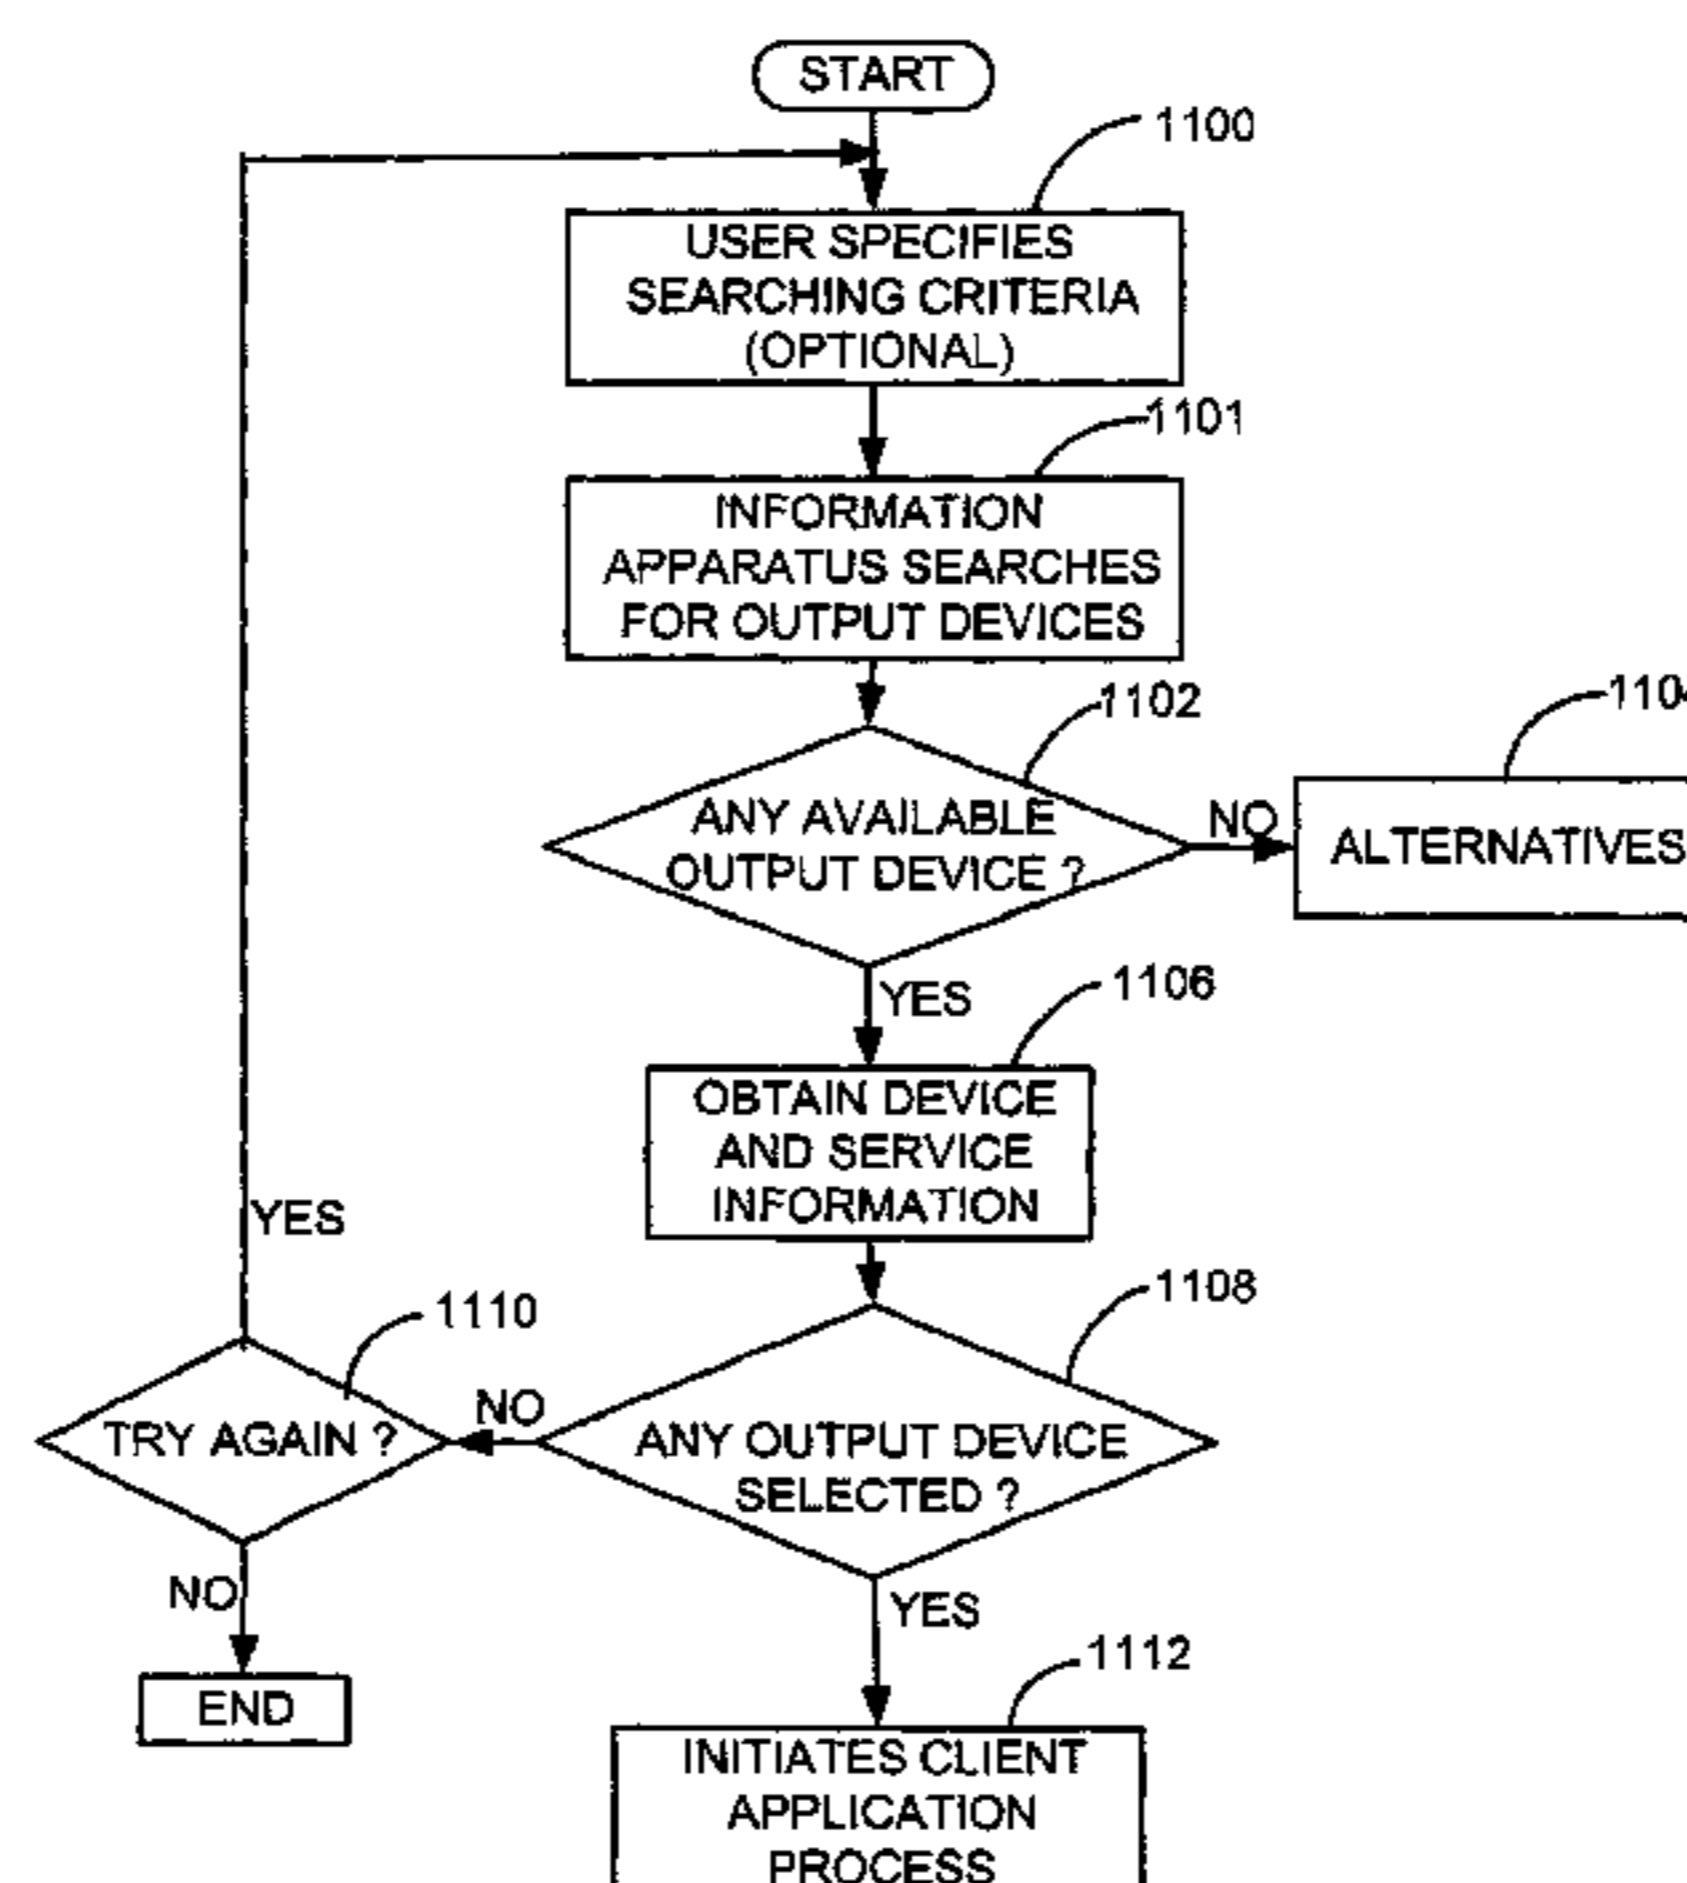 START
1100
USER SPECIFIES
SEARCHING CRITERIA
(OPTIONAL)
1101
INFORMATION
APPARATUS SEARCHES
FOR OUTPUT DEVICES
1102
ANY AVAILABLE
OUTPUT DEVICE ?
NO
ALTERNATIVES
YES
1106
OBTAIN DEVICE
AND SERVICE
INFORMATION
YES
1108
1110
TRY AGAIN ?
NO
ANY OUTPUT DEVICE
SELECTED ?
NO
YES
END
1112
INITIATES CLIENT
APPLICATION
PROCESS